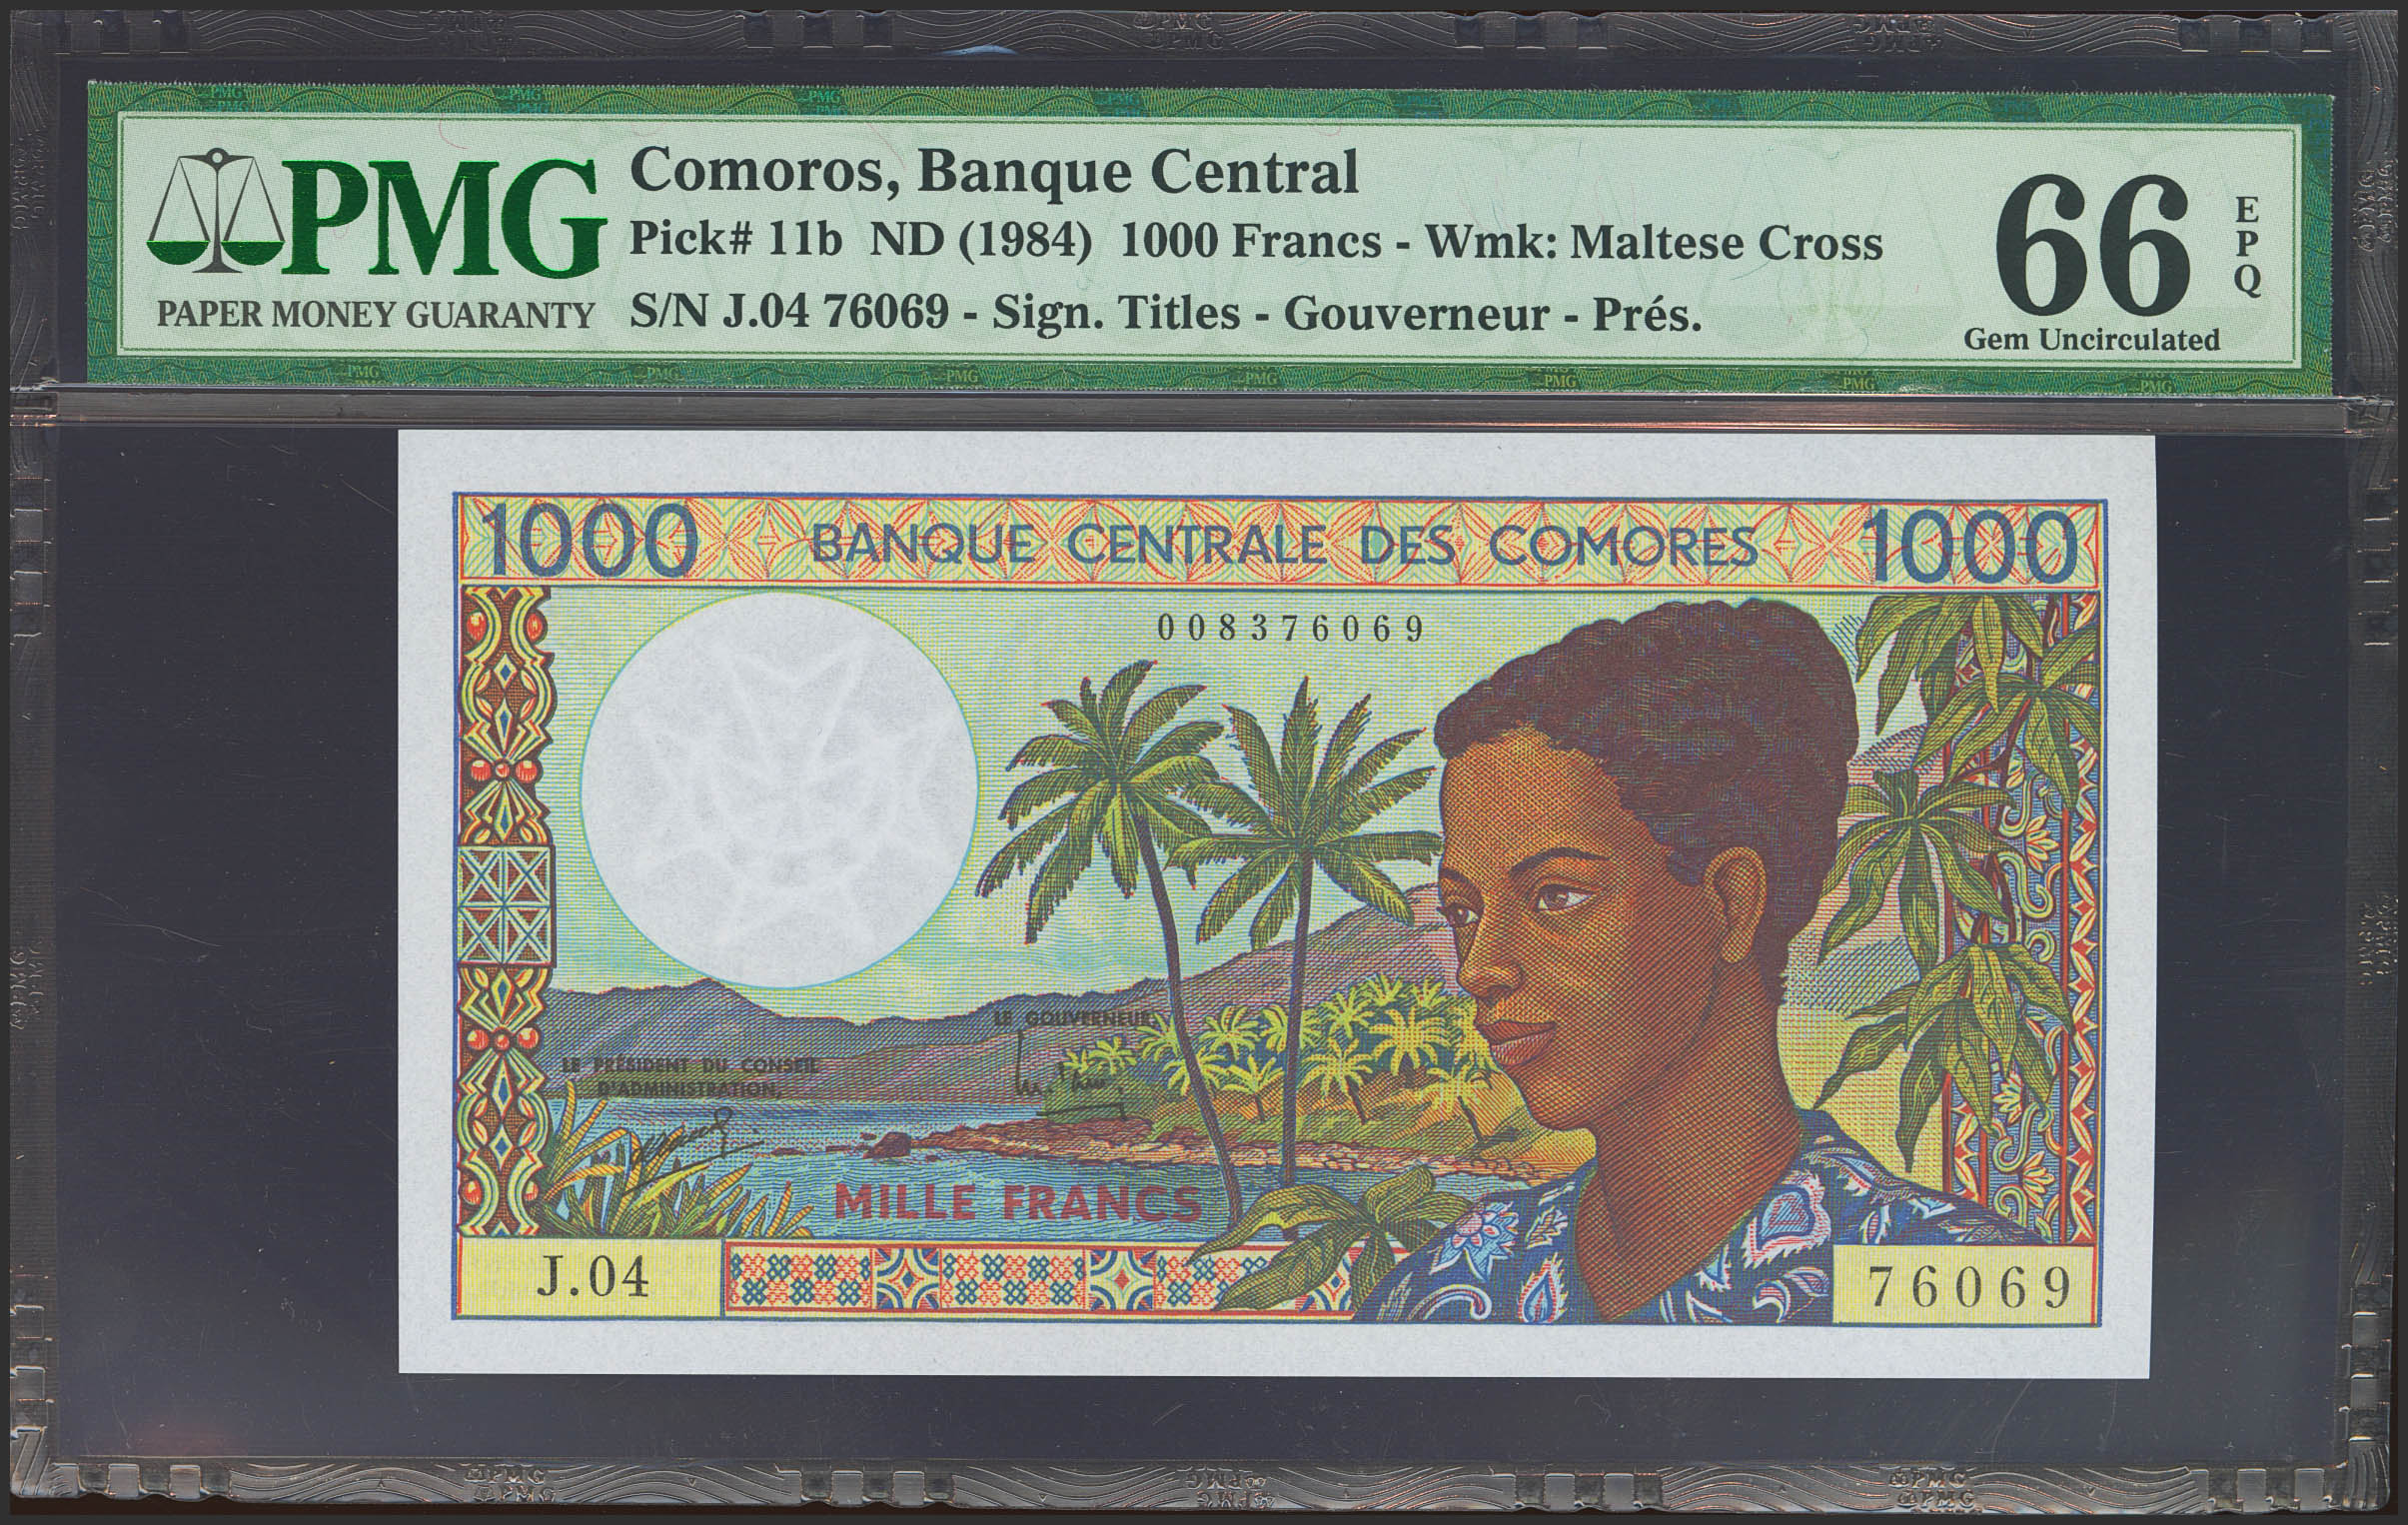 PMG
PAPER MONEY GUARANTY
Comoros, Banque Central
Pick# 11b ND (1984) 1000 Francs - Wmk: Maltese Cross
S/N J.04 76069 - Sign. Titles - Gouverneur - Prés.
66
EPQ
Gem Uncirculated
1000 BANQUE CENTRALE DES COMORES 1000
008376069
LE GOUVERNEUR
LE PRÉSIDENT DU CONSEIL
D'ADMINISTRATION,
MILLE FRANCS
J.04
76069